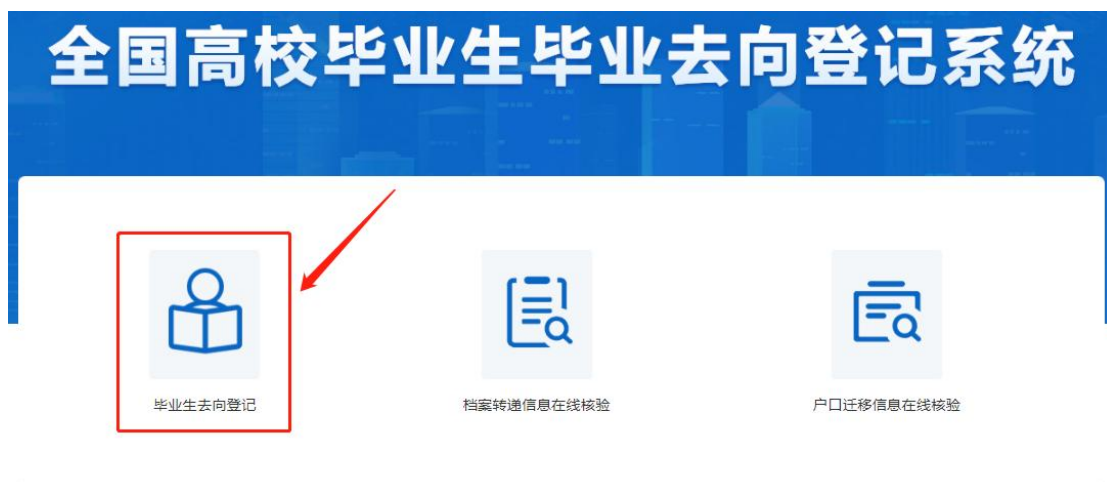 全国高校毕业生毕业去向登记系统
毕业生去向登记
档案转递信息在线核验
户口迁移信息在线核验